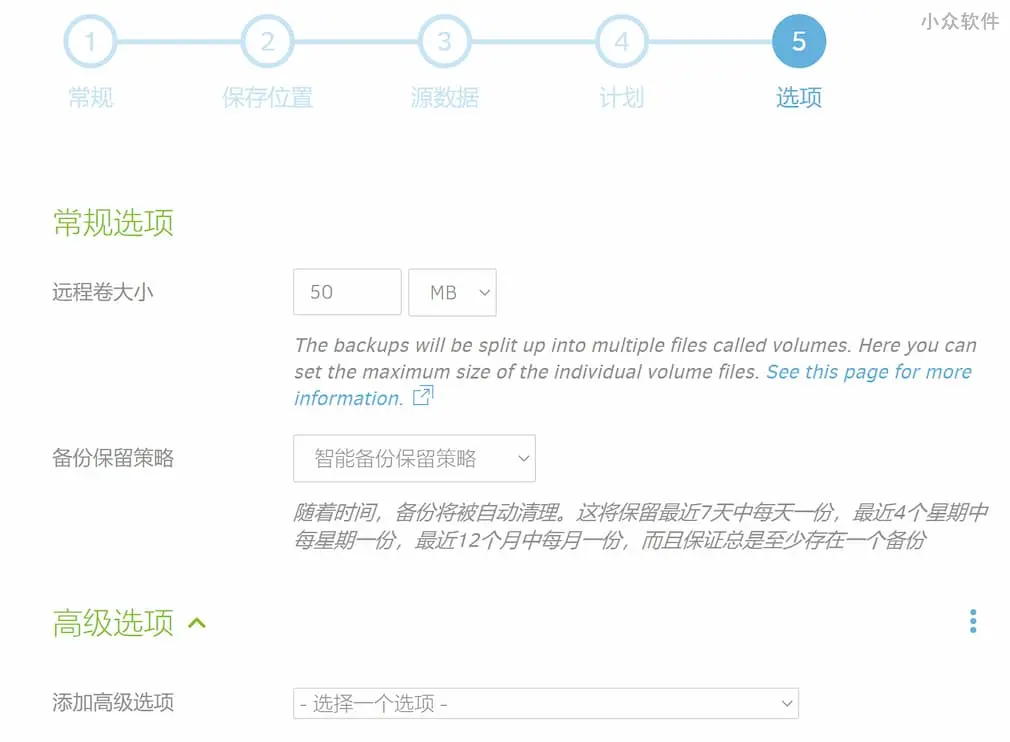 小众软件
1 2 3 4 5
常规 保存位置 源数据 计划 选项
常规选项
远程卷大小 50 MB
The backups will be split up into multiple files called volumes. Here you can
set the maximum size of the individual volume files. See this page for more
information.
备份保留策略 智能备份保留策略
随着时间，备份将被自动清理。这将保留最近7天中每天一份，最近4个星期中
每星期一份，最近12个月中每月一份，而且保证总是至少存在一个备份
高级选项
添加高级选项 - 选择一个选项 -